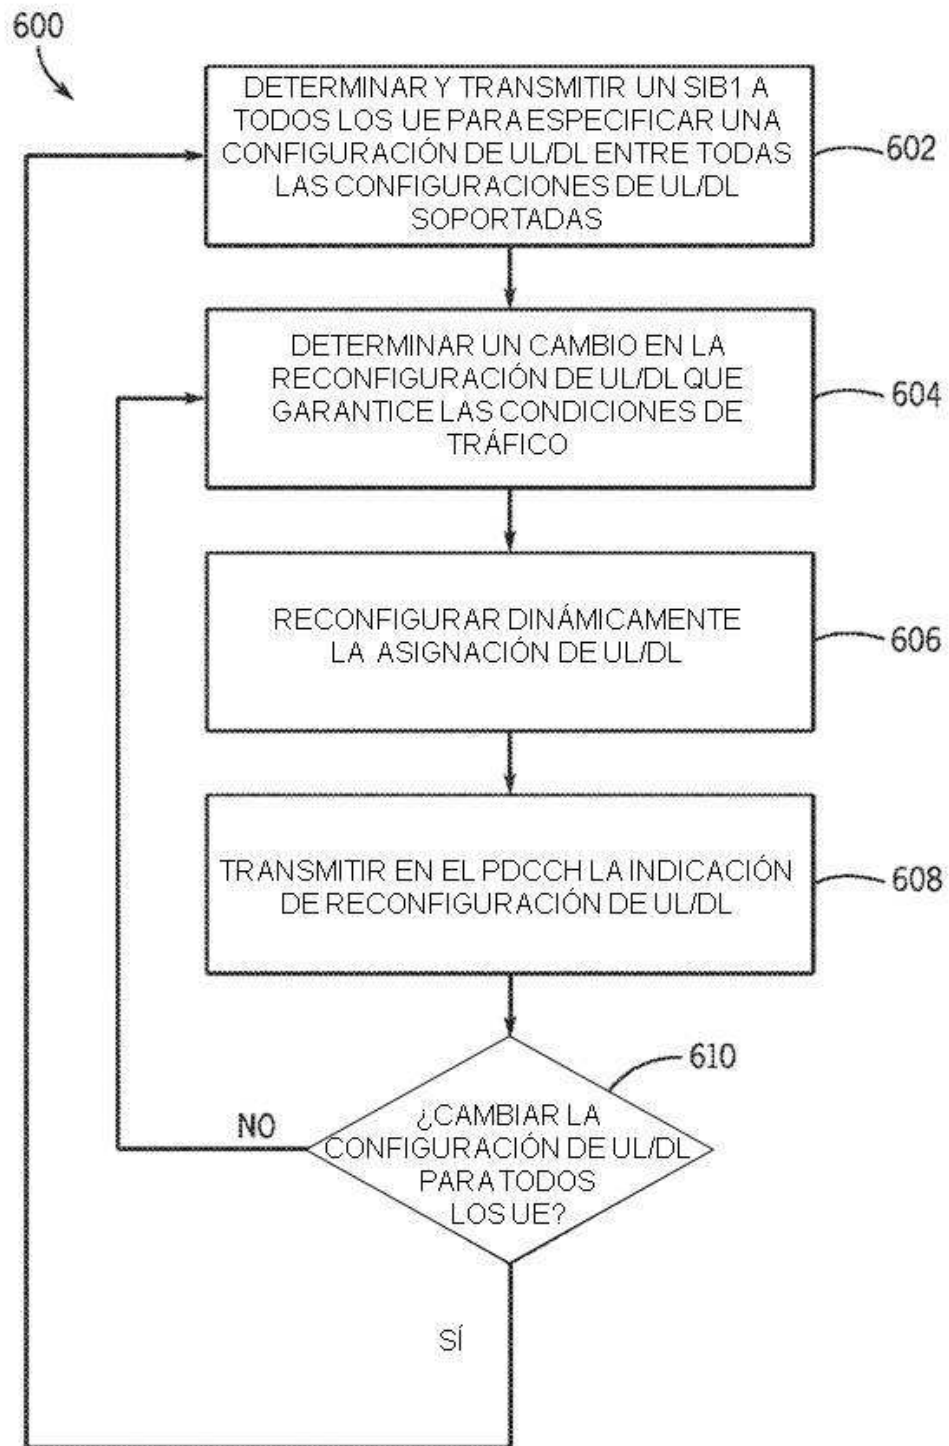 600
DETERMINAR Y TRANSMITIR UN SIB1 A
TODOS LOS UE PARA ESPECIFICAR UNA
CONFIGURACIÓN DE UL/DL ENTRE TODAS
LAS CONFIGURACIONES DE UL/DL
SOPORTADAS
602
DETERMINAR UN CAMBIO EN LA
RECONFIGURACIÓN DE UL/DL QUE
GARANTICE LAS CONDICIONES DE
TRÁFICO
604
RECONFIGURAR DINÁMICAMENTE
LA ASIGNACIÓN DE UL/DL
606
TRANSMITIR EN EL PDCCH LA INDICACIÓN
DE RECONFIGURACIÓN DE UL/DL
608
610
NO
¿CAMBIAR LA
CONFIGURACIÓN DE UL/DL
PARA TODOS
LOS UE?
SÍ